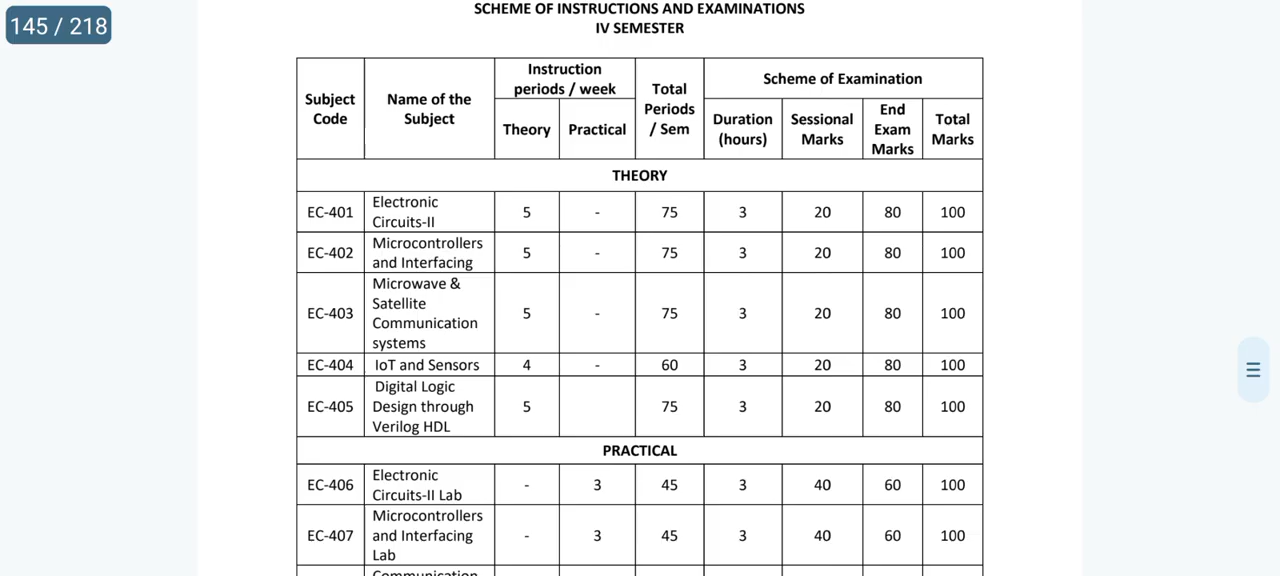 145 / 218
SCHEME OF INSTRUCTIONS AND EXAMINATIONS
IV SEMESTER
Subject Code | Name of the Subject | Instruction periods / week | Total Periods / Sem | Scheme of Examination
Theory | Practical | Duration (hours) | Sessional Marks | End Exam Marks | Total Marks
THEORY
EC-401 | Electronic Circuits-II | 5 | - | 75 | 3 | 20 | 80 | 100
EC-402 | Microcontrollers and Interfacing | 5 | - | 75 | 3 | 20 | 80 | 100
EC-403 | Microwave & Satellite Communication systems | 5 | - | 75 | 3 | 20 | 80 | 100
EC-404 | IoT and Sensors | 4 | - | 60 | 3 | 20 | 80 | 100
EC-405 | Digital Logic Design through Verilog HDL | 5 | | 75 | 3 | 20 | 80 | 100
PRACTICAL
EC-406 | Electronic Circuits-II Lab | - | 3 | 45 | 3 | 40 | 60 | 100
EC-407 | Microcontrollers and Interfacing Lab | - | 3 | 45 | 3 | 40 | 60 | 100
Communication